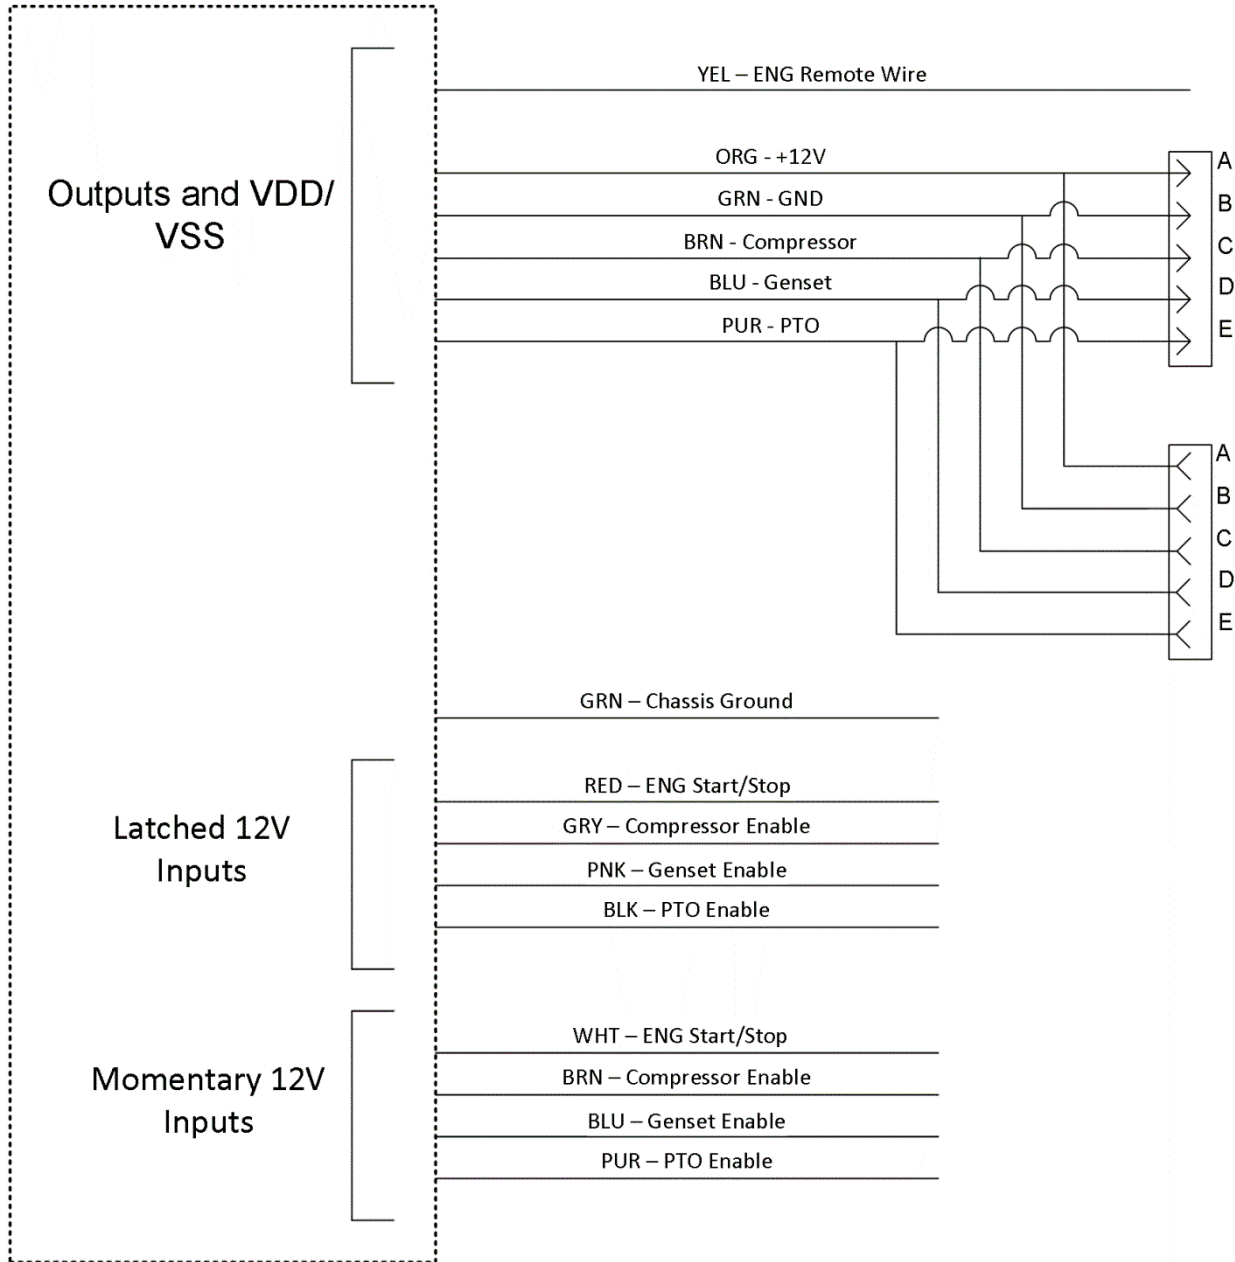 YEL – ENG Remote Wire
Outputs and VDD/
VSS
ORG - +12V
GRN - GND
BRN - Compressor
BLU - Genset
PUR - PTO
A
B
C
D
E
A
B
C
D
E
GRN – Chassis Ground
Latched 12V
Inputs
RED – ENG Start/Stop
GRY – Compressor Enable
PNK – Genset Enable
BLK – PTO Enable
Momentary 12V
Inputs
WHT – ENG Start/Stop
BRN – Compressor Enable
BLU – Genset Enable
PUR – PTO Enable